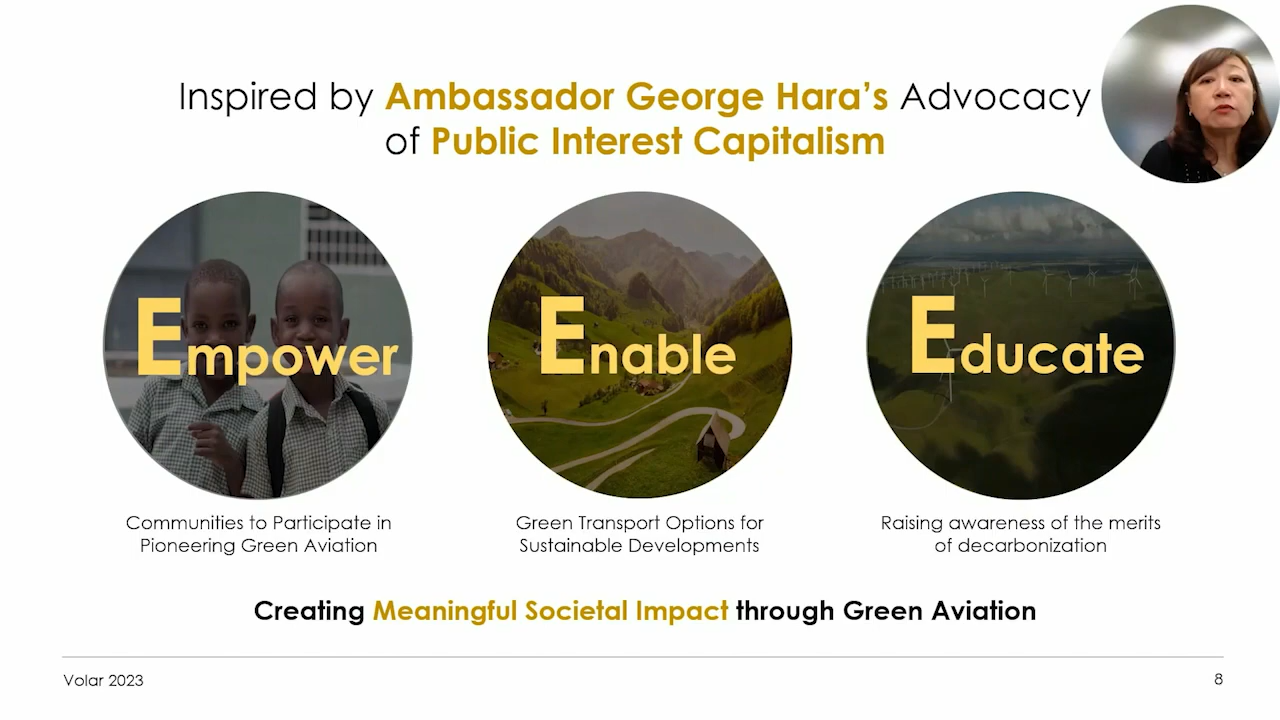 Inspired by Ambassador George Hara’s Advocacy
of Public Interest Capitalism
Empower
Enable
Educate
Communities to Participate in
Pioneering Green Aviation
Green Transport Options for
Sustainable Developments
Raising awareness of the merits
of decarbonization
Creating Meaningful Societal Impact through Green Aviation
Volar 2023
8